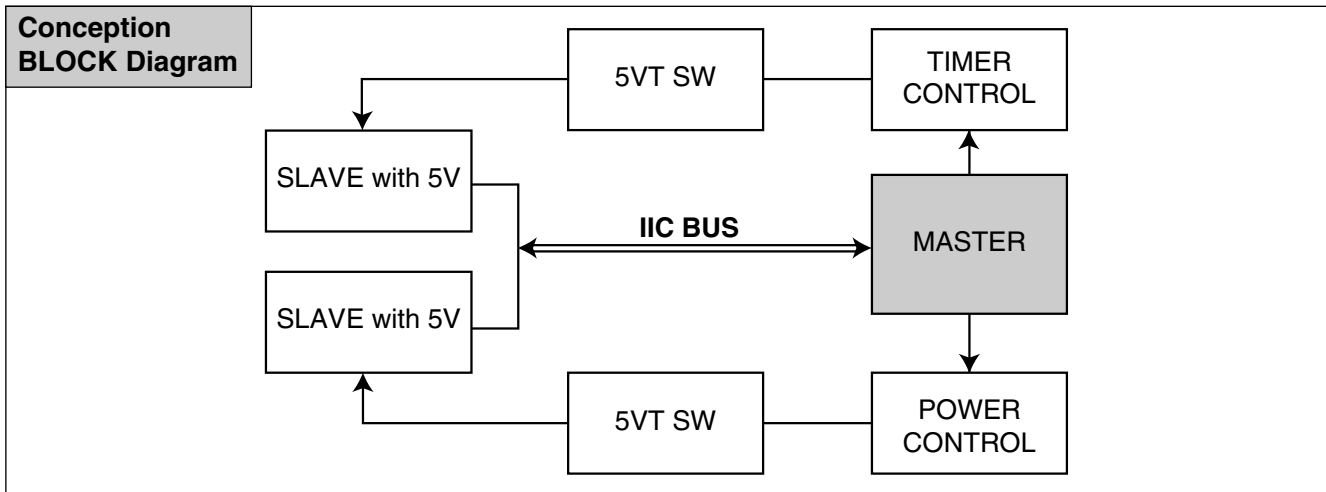 Conception
BLOCK Diagram
5VT SW
TIMER
CONTROL
SLAVE with 5V
IIC BUS
MASTER
SLAVE with 5V
5VT SW
POWER
CONTROL